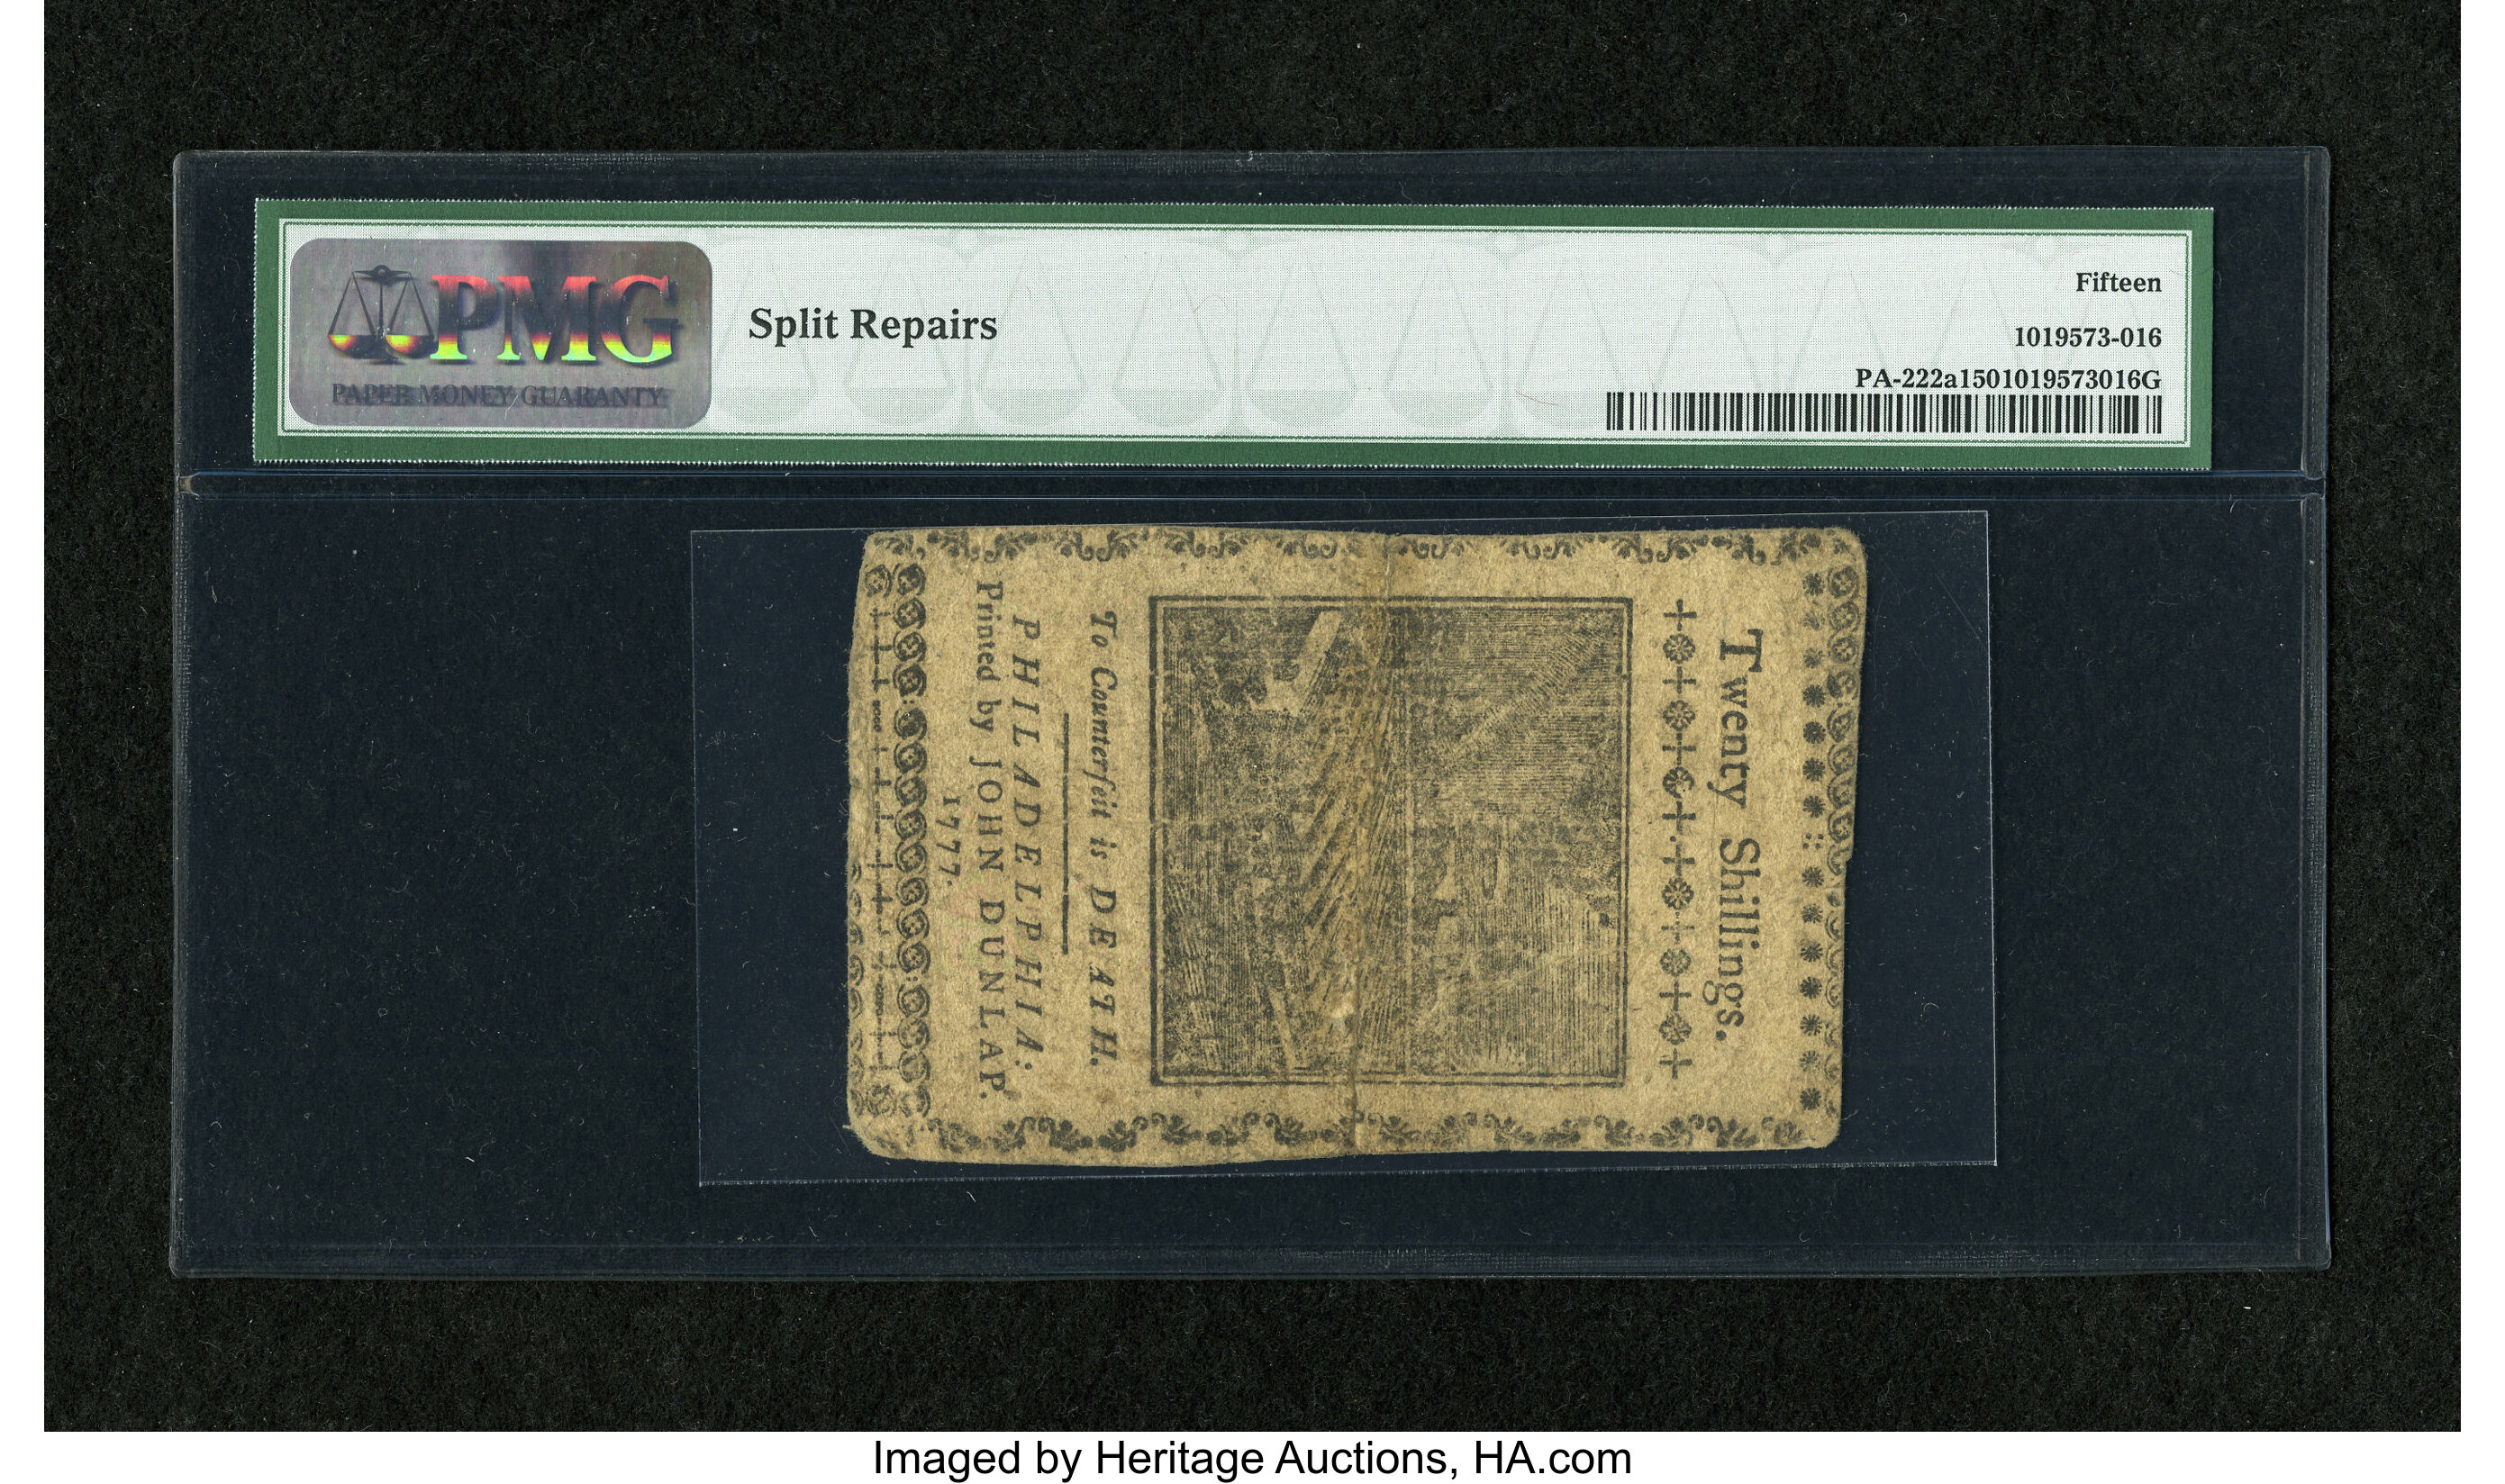 PMG
PAPER MONEY GUARANTY
Split Repairs
Fifteen
1019573-016
PA-222a1501019573016G
Twenty Shillings.
To Counterfeit is DEATH.
PHILADELPHIA:
Printed by JOHN DUNLAP.
1777.
Imaged by Heritage Auctions, HA.com